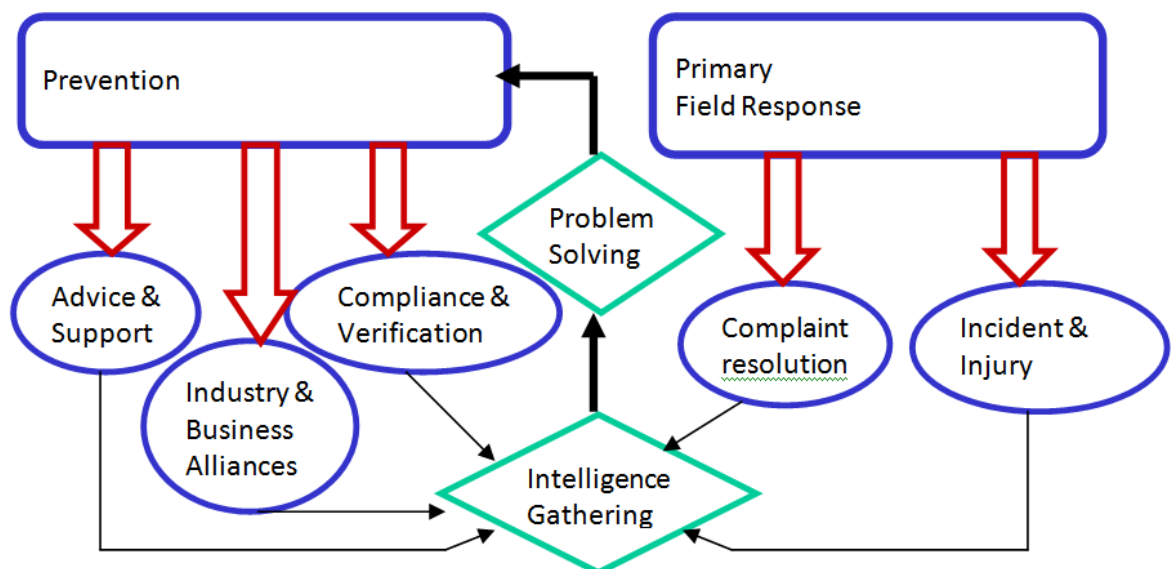 Prevention
Primary
Field Response
Problem
Solving
Advice &
Support
Compliance &
Verification
Complaint
resolution
Incident &
Injury
Industry &
Business
Alliances
Intelligence
Gathering